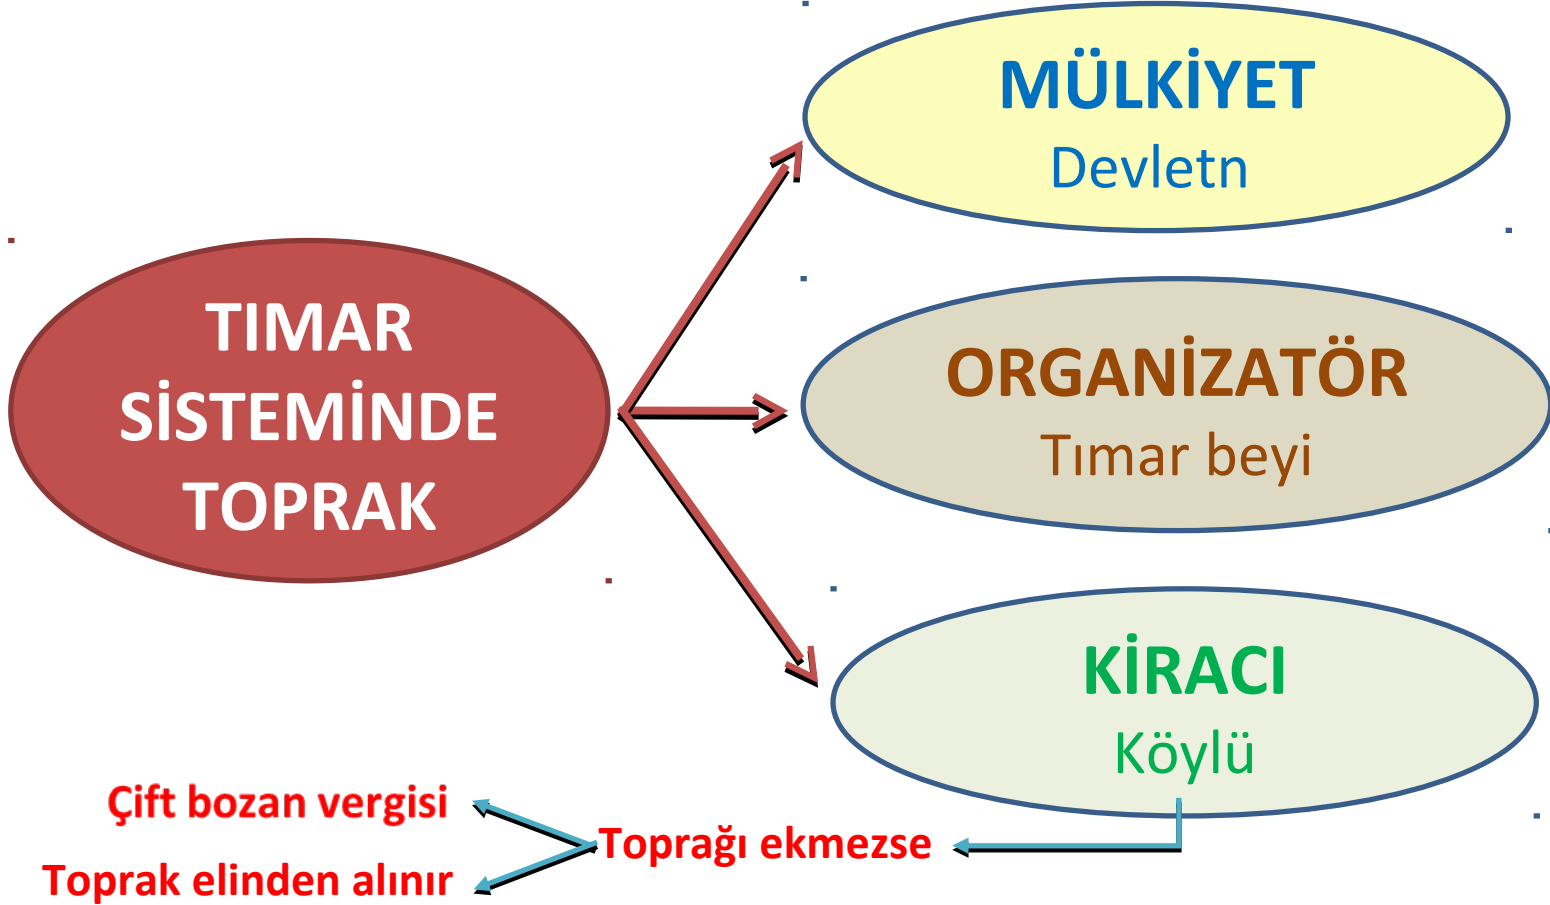 MÜLKİYET
Devletn
TIMAR
SİSTEMİNDE
TOPRAK
ORGANİZATÖR
Tımar beyi
KİRACI
Köylü
Toprağı ekmezse
Çift bozan vergisi
Toprak elinden alınır